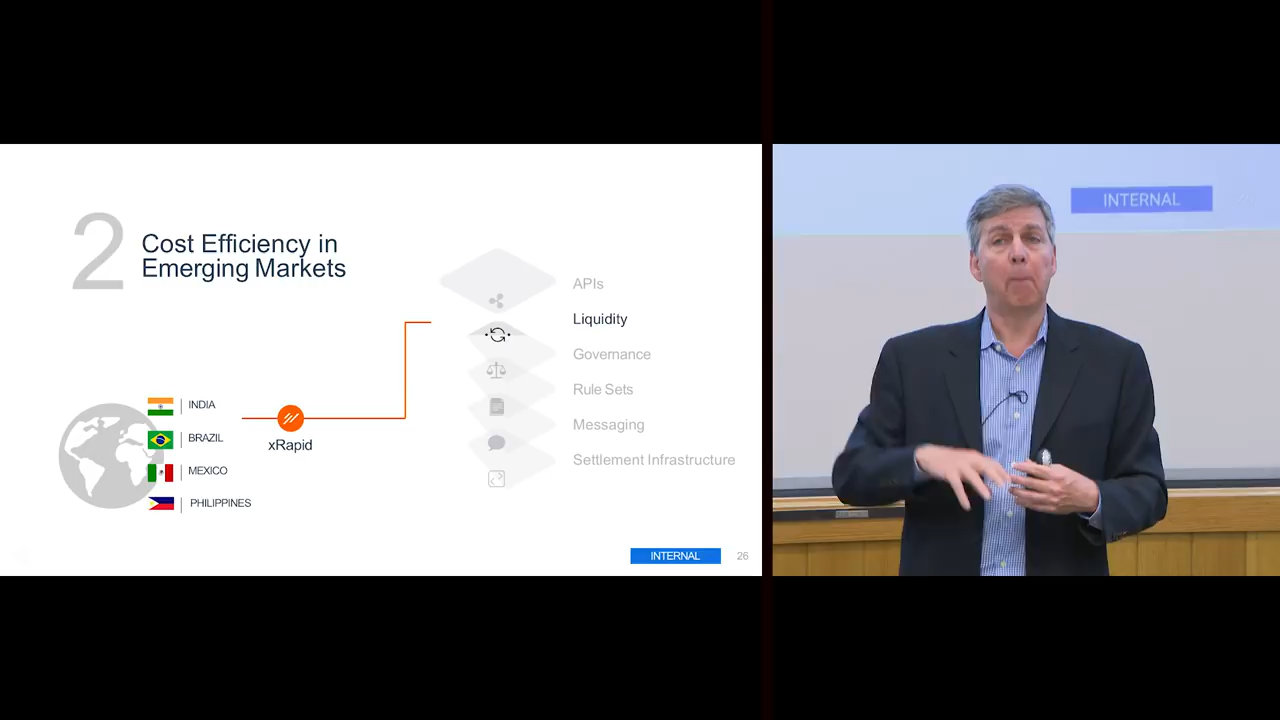 2
Cost Efficiency in
Emerging Markets
APIs
Liquidity
Governance
Rule Sets
Messaging
Settlement Infrastructure
INDIA
BRAZIL
MEXICO
PHILIPPINES
xRapid
INTERNAL
26
INTERNAL